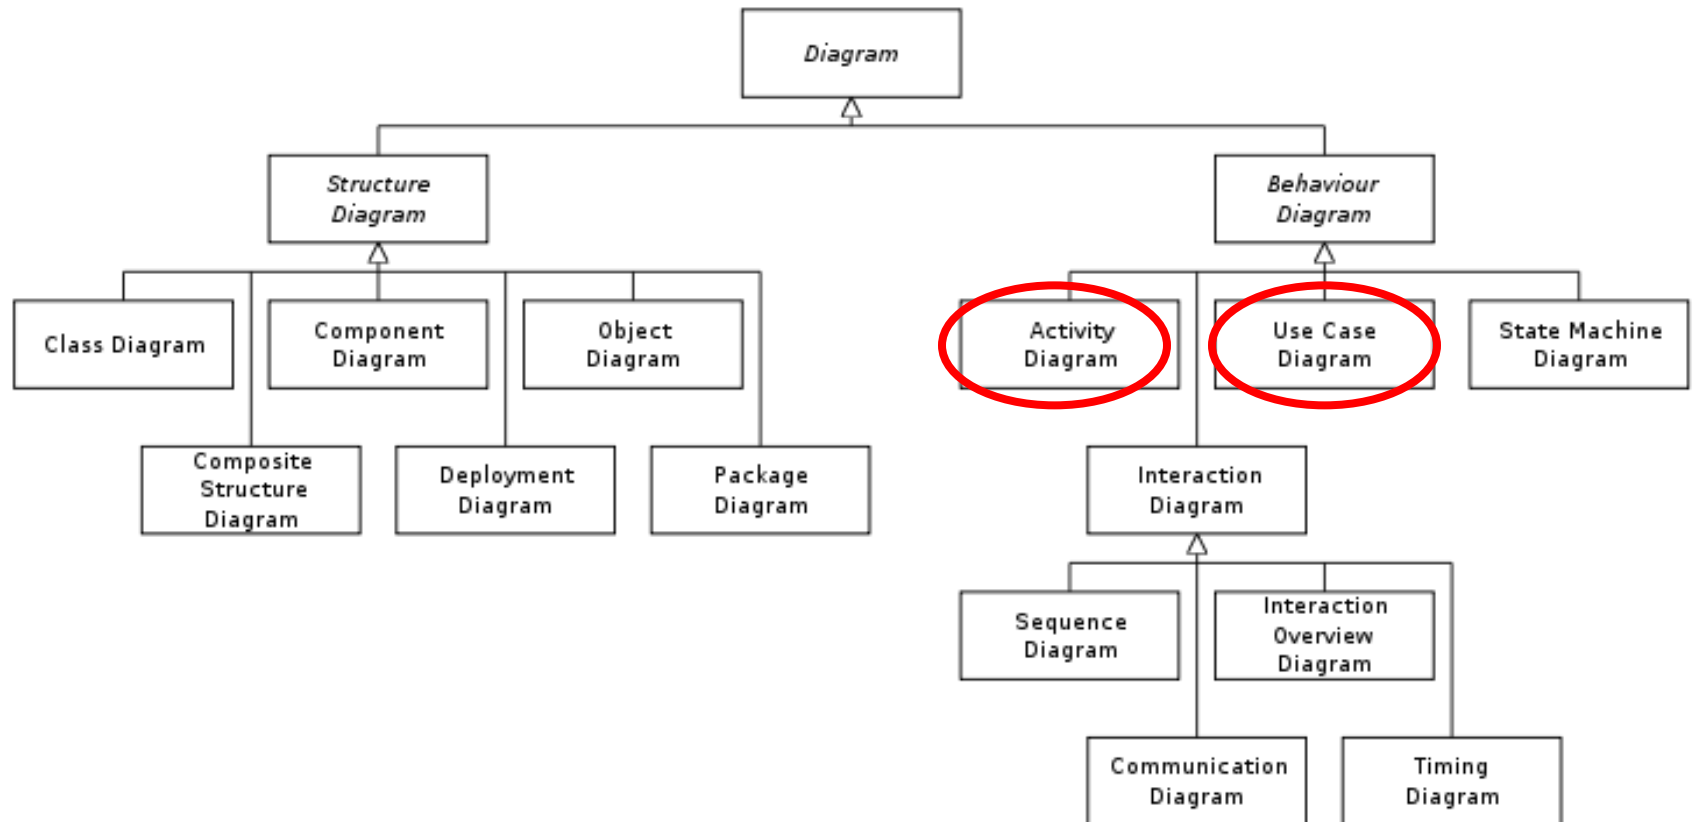 Diagram
Structure
Diagram
Behaviour
Diagram
Class Diagram
Component
Diagram
Object
Diagram
Activity
Diagram
Use Case
Diagram
State Machine
Diagram
Composite
Structure
Diagram
Deployment
Diagram
Package
Diagram
Interaction
Diagram
Sequence
Diagram
Interaction
Overview
Diagram
Communication
Diagram
Timing
Diagram